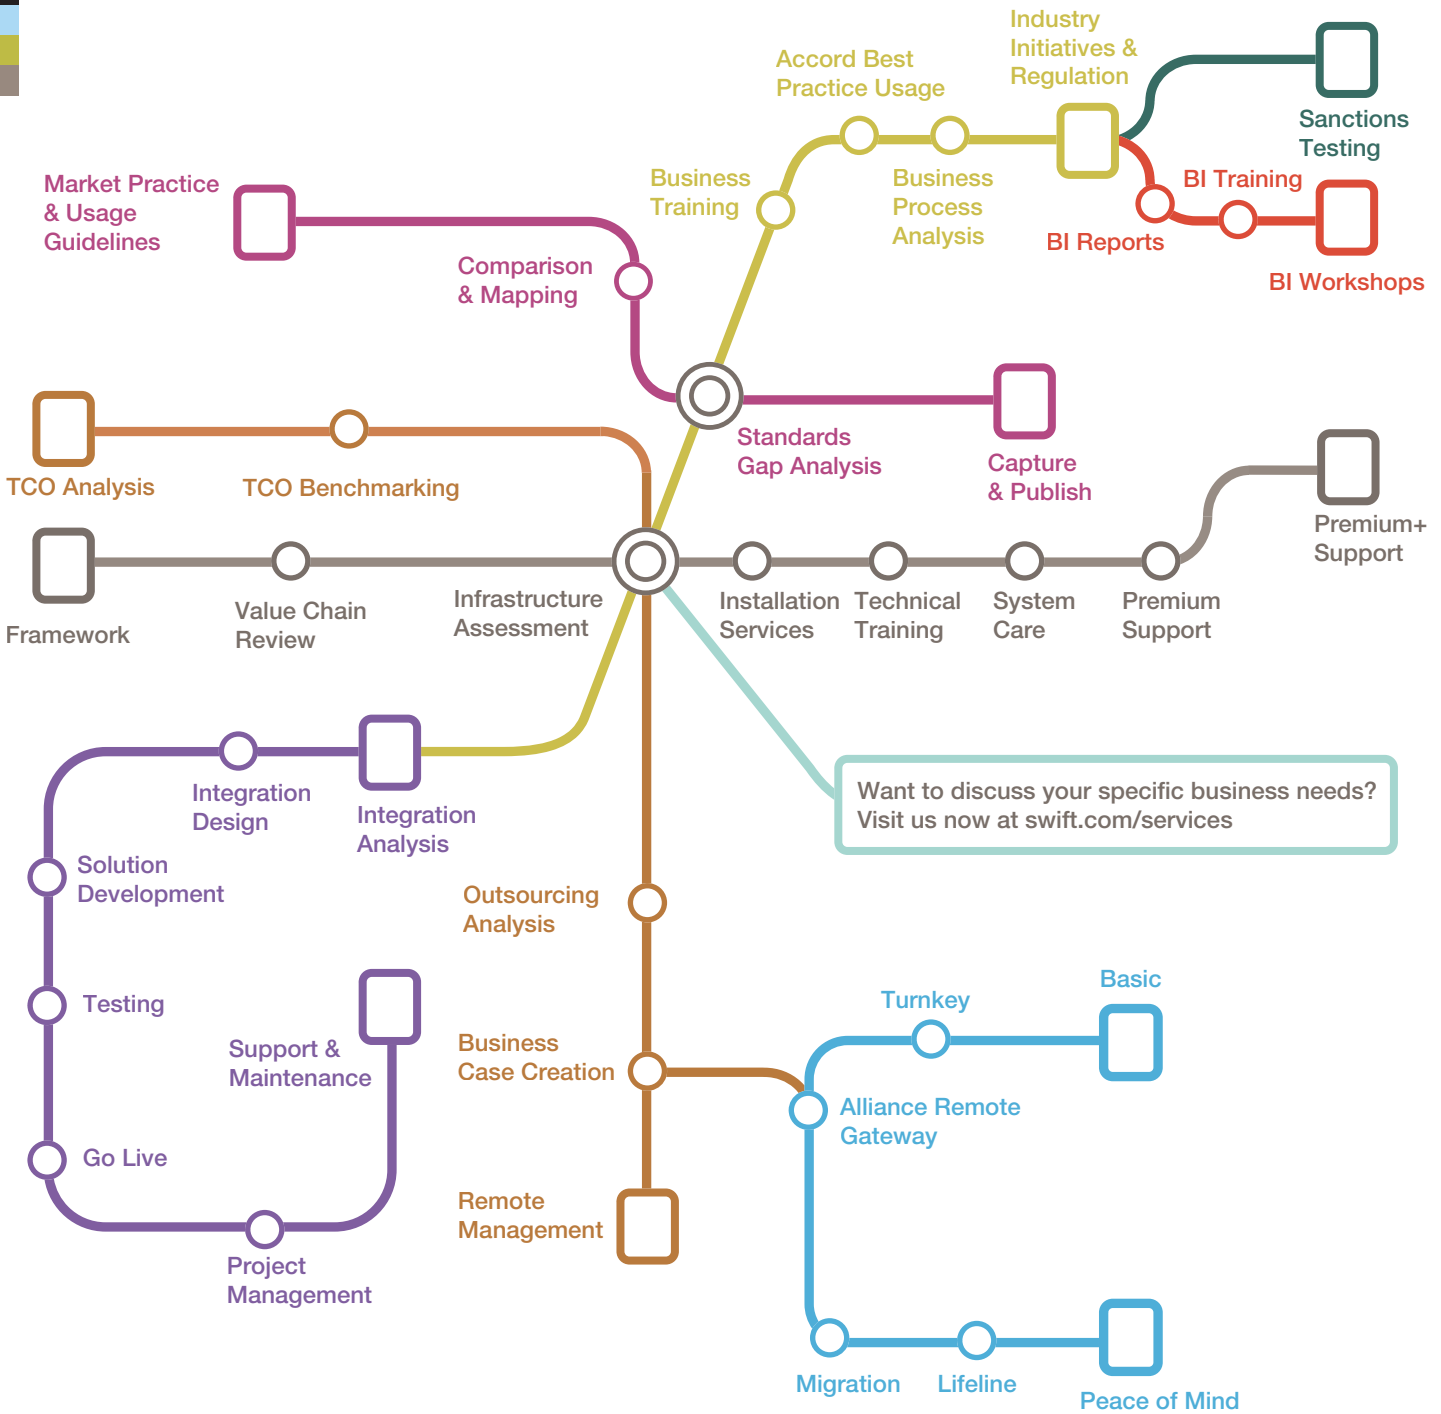 Industry
Initiatives &
Regulation
Accord Best
Practice Usage
Sanctions
Testing
Market Practice
& Usage
Guidelines
Business
Training
Business
Process
Analysis
BI Training
BI Reports
BI Workshops
Comparison
& Mapping
Standards
Gap Analysis
Capture
& Publish
TCO Analysis
TCO Benchmarking
Premium+
Support
Framework
Value Chain
Review
Infrastructure
Assessment
Installation
Services
Technical
Training
System
Care
Premium
Support
Integration
Design
Integration
Analysis
Want to discuss your specific business needs?
Visit us now at swift.com/services
Solution
Development
Outsourcing
Analysis
Testing
Support &
Maintenance
Business
Case Creation
Turnkey
Basic
Alliance Remote
Gateway
Go Live
Remote
Management
Project
Management
Migration
Lifeline
Peace of Mind